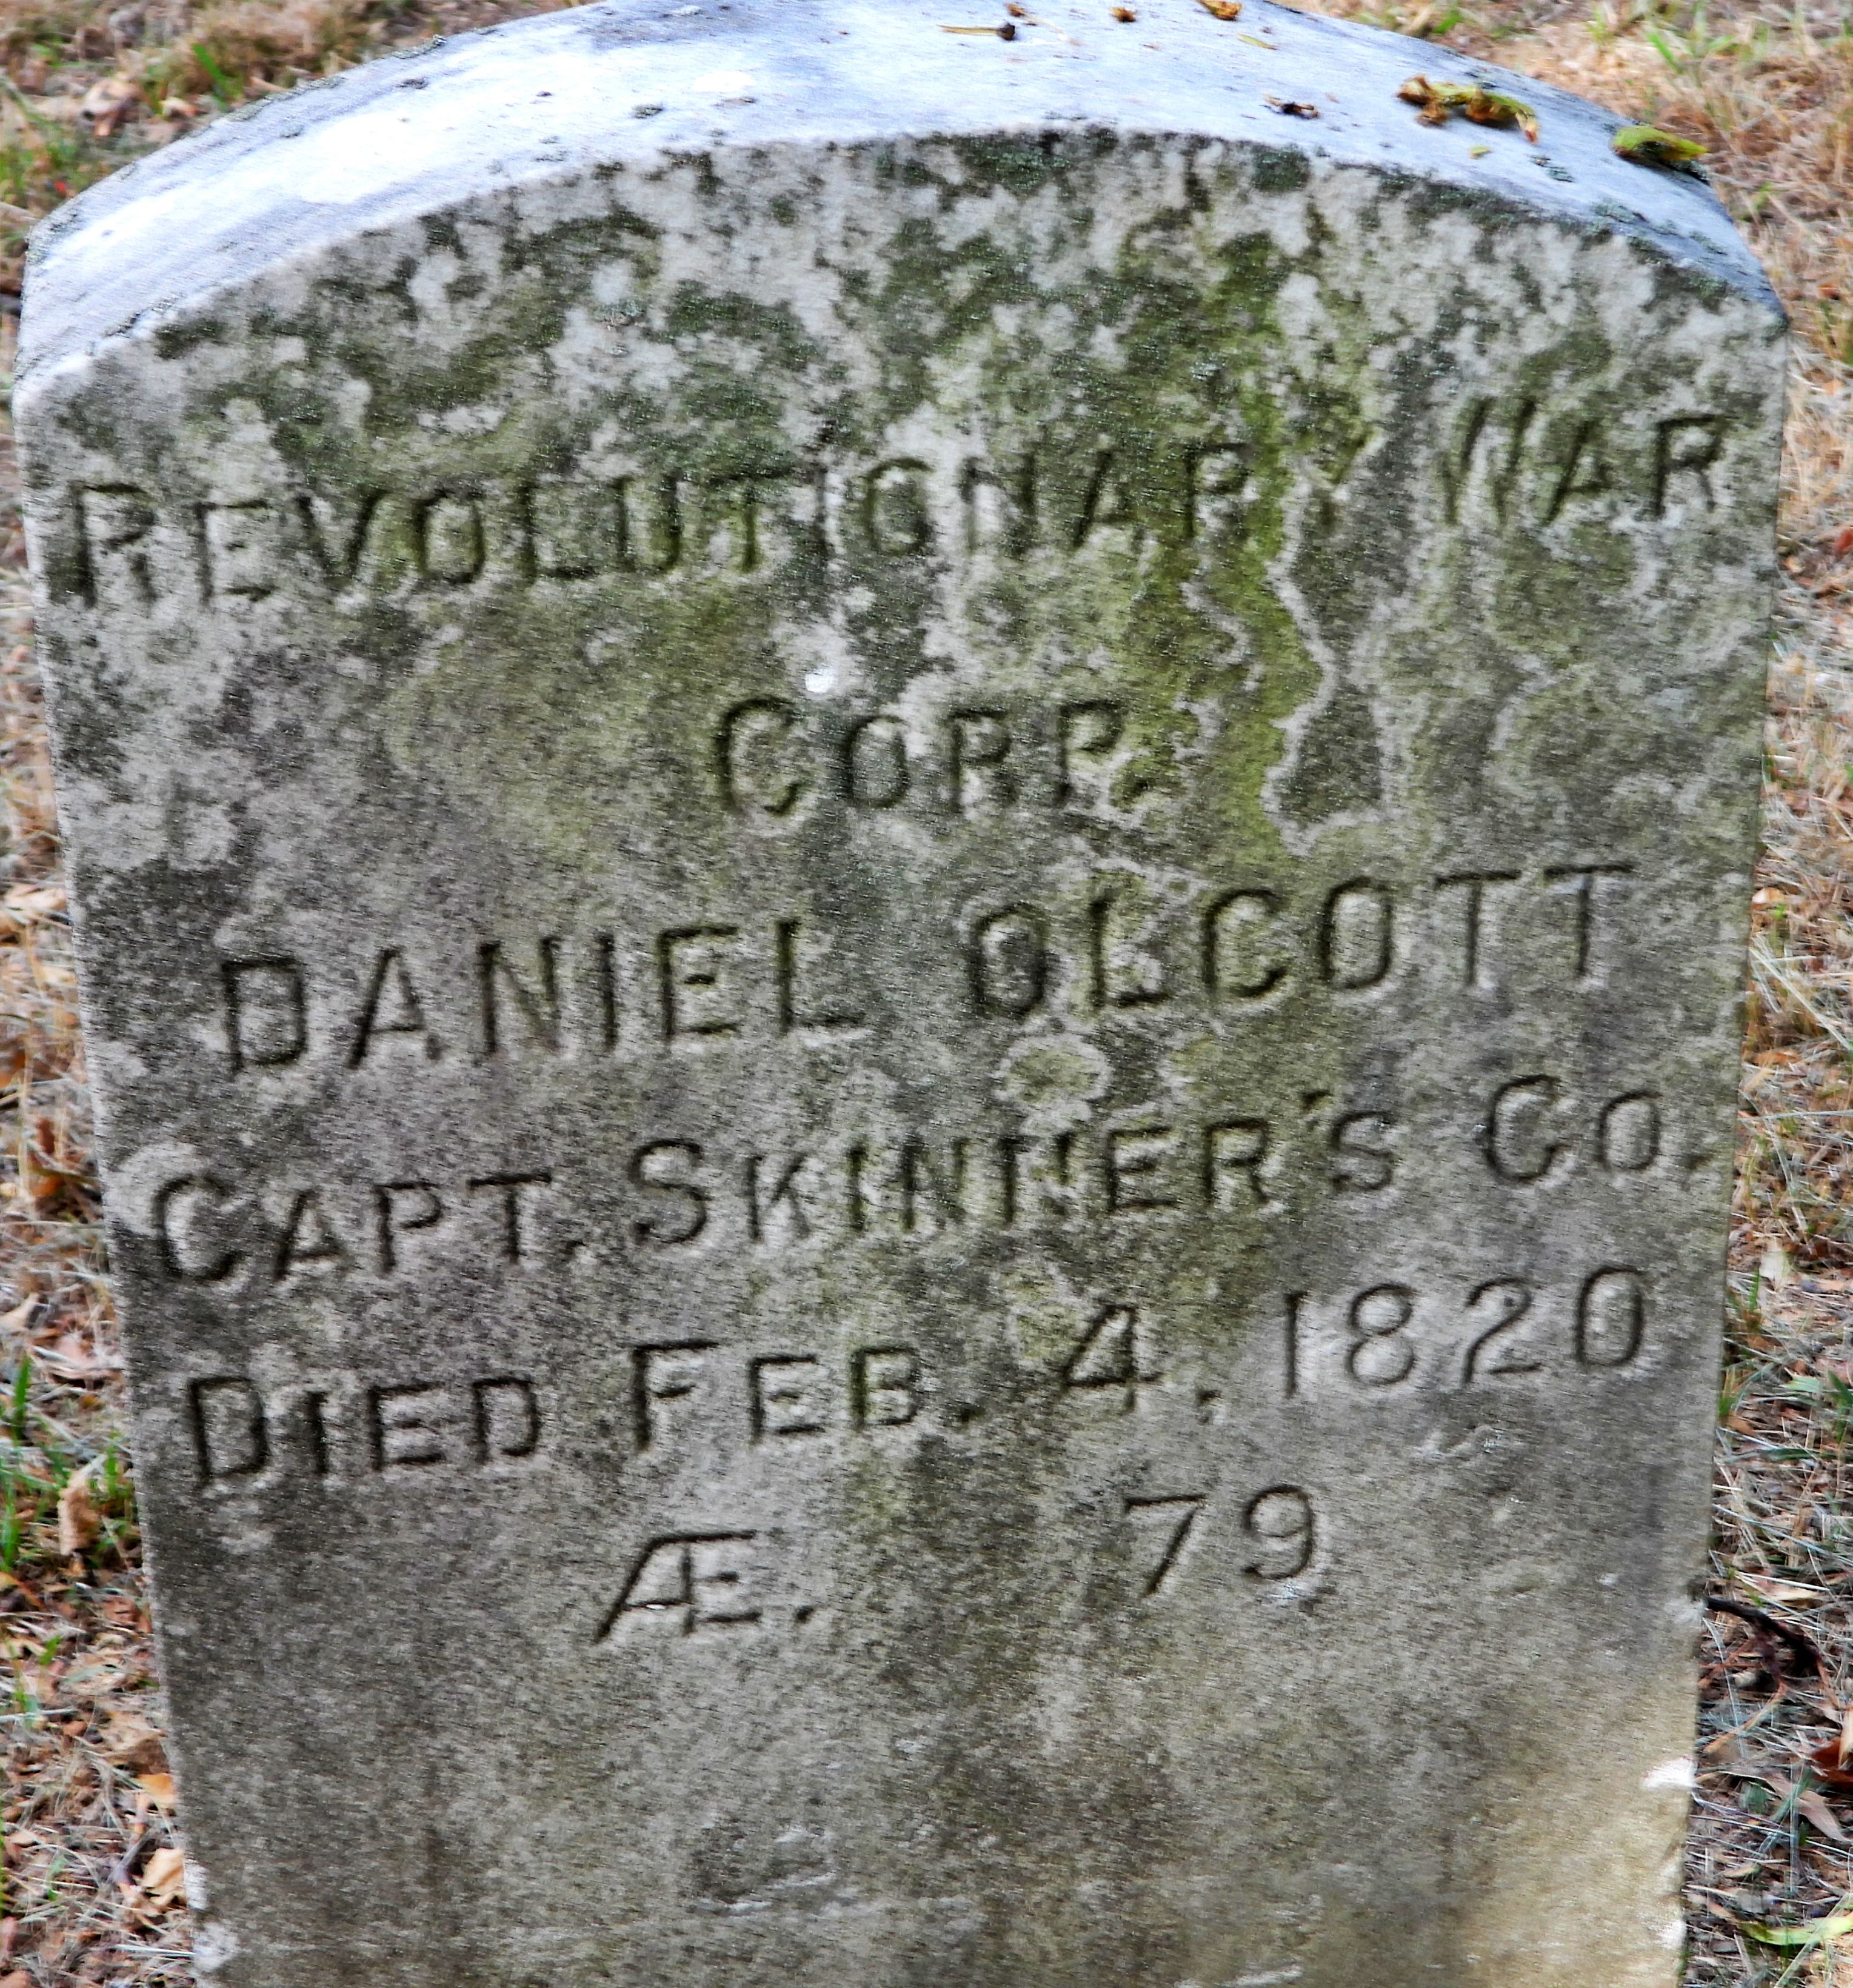 REVOLUTIONARY WAR
CORP.
DANIEL OLCOTT
CAPT. SKINNER'S CO.
DIED FEB. 4, 1820
Æ. 79